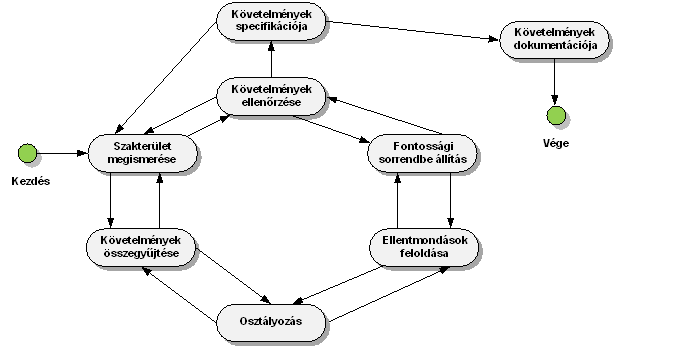 Követelmények
specifikációja
Követelmények
dokumentációja
Követelmények
ellenőrzése
Szakterület
megismerése
Fontossági
sorrendbe állítás
Kezdés
Vége
Követelmények
összegyűjtése
Ellentmondások
feloldása
Osztályozás